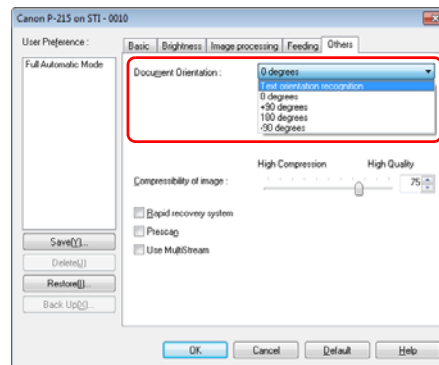 Canon P-215 on STI - 0010
User Preference :
Full Automatic Mode
Save(Y)...
Delete(J)
Restore(I)...
Back Up(X)...
Basic
Brightness
Image processing
Feeding
Others
Document Orientation :
0 degrees
Text orientation recognition
0 degrees
+90 degrees
180 degrees
-90 degrees
High Compression
High Quality
Compressibility of image :
75
Rapid recovery system
Prescan
Use MultiStream
OK
Cancel
Default
Help